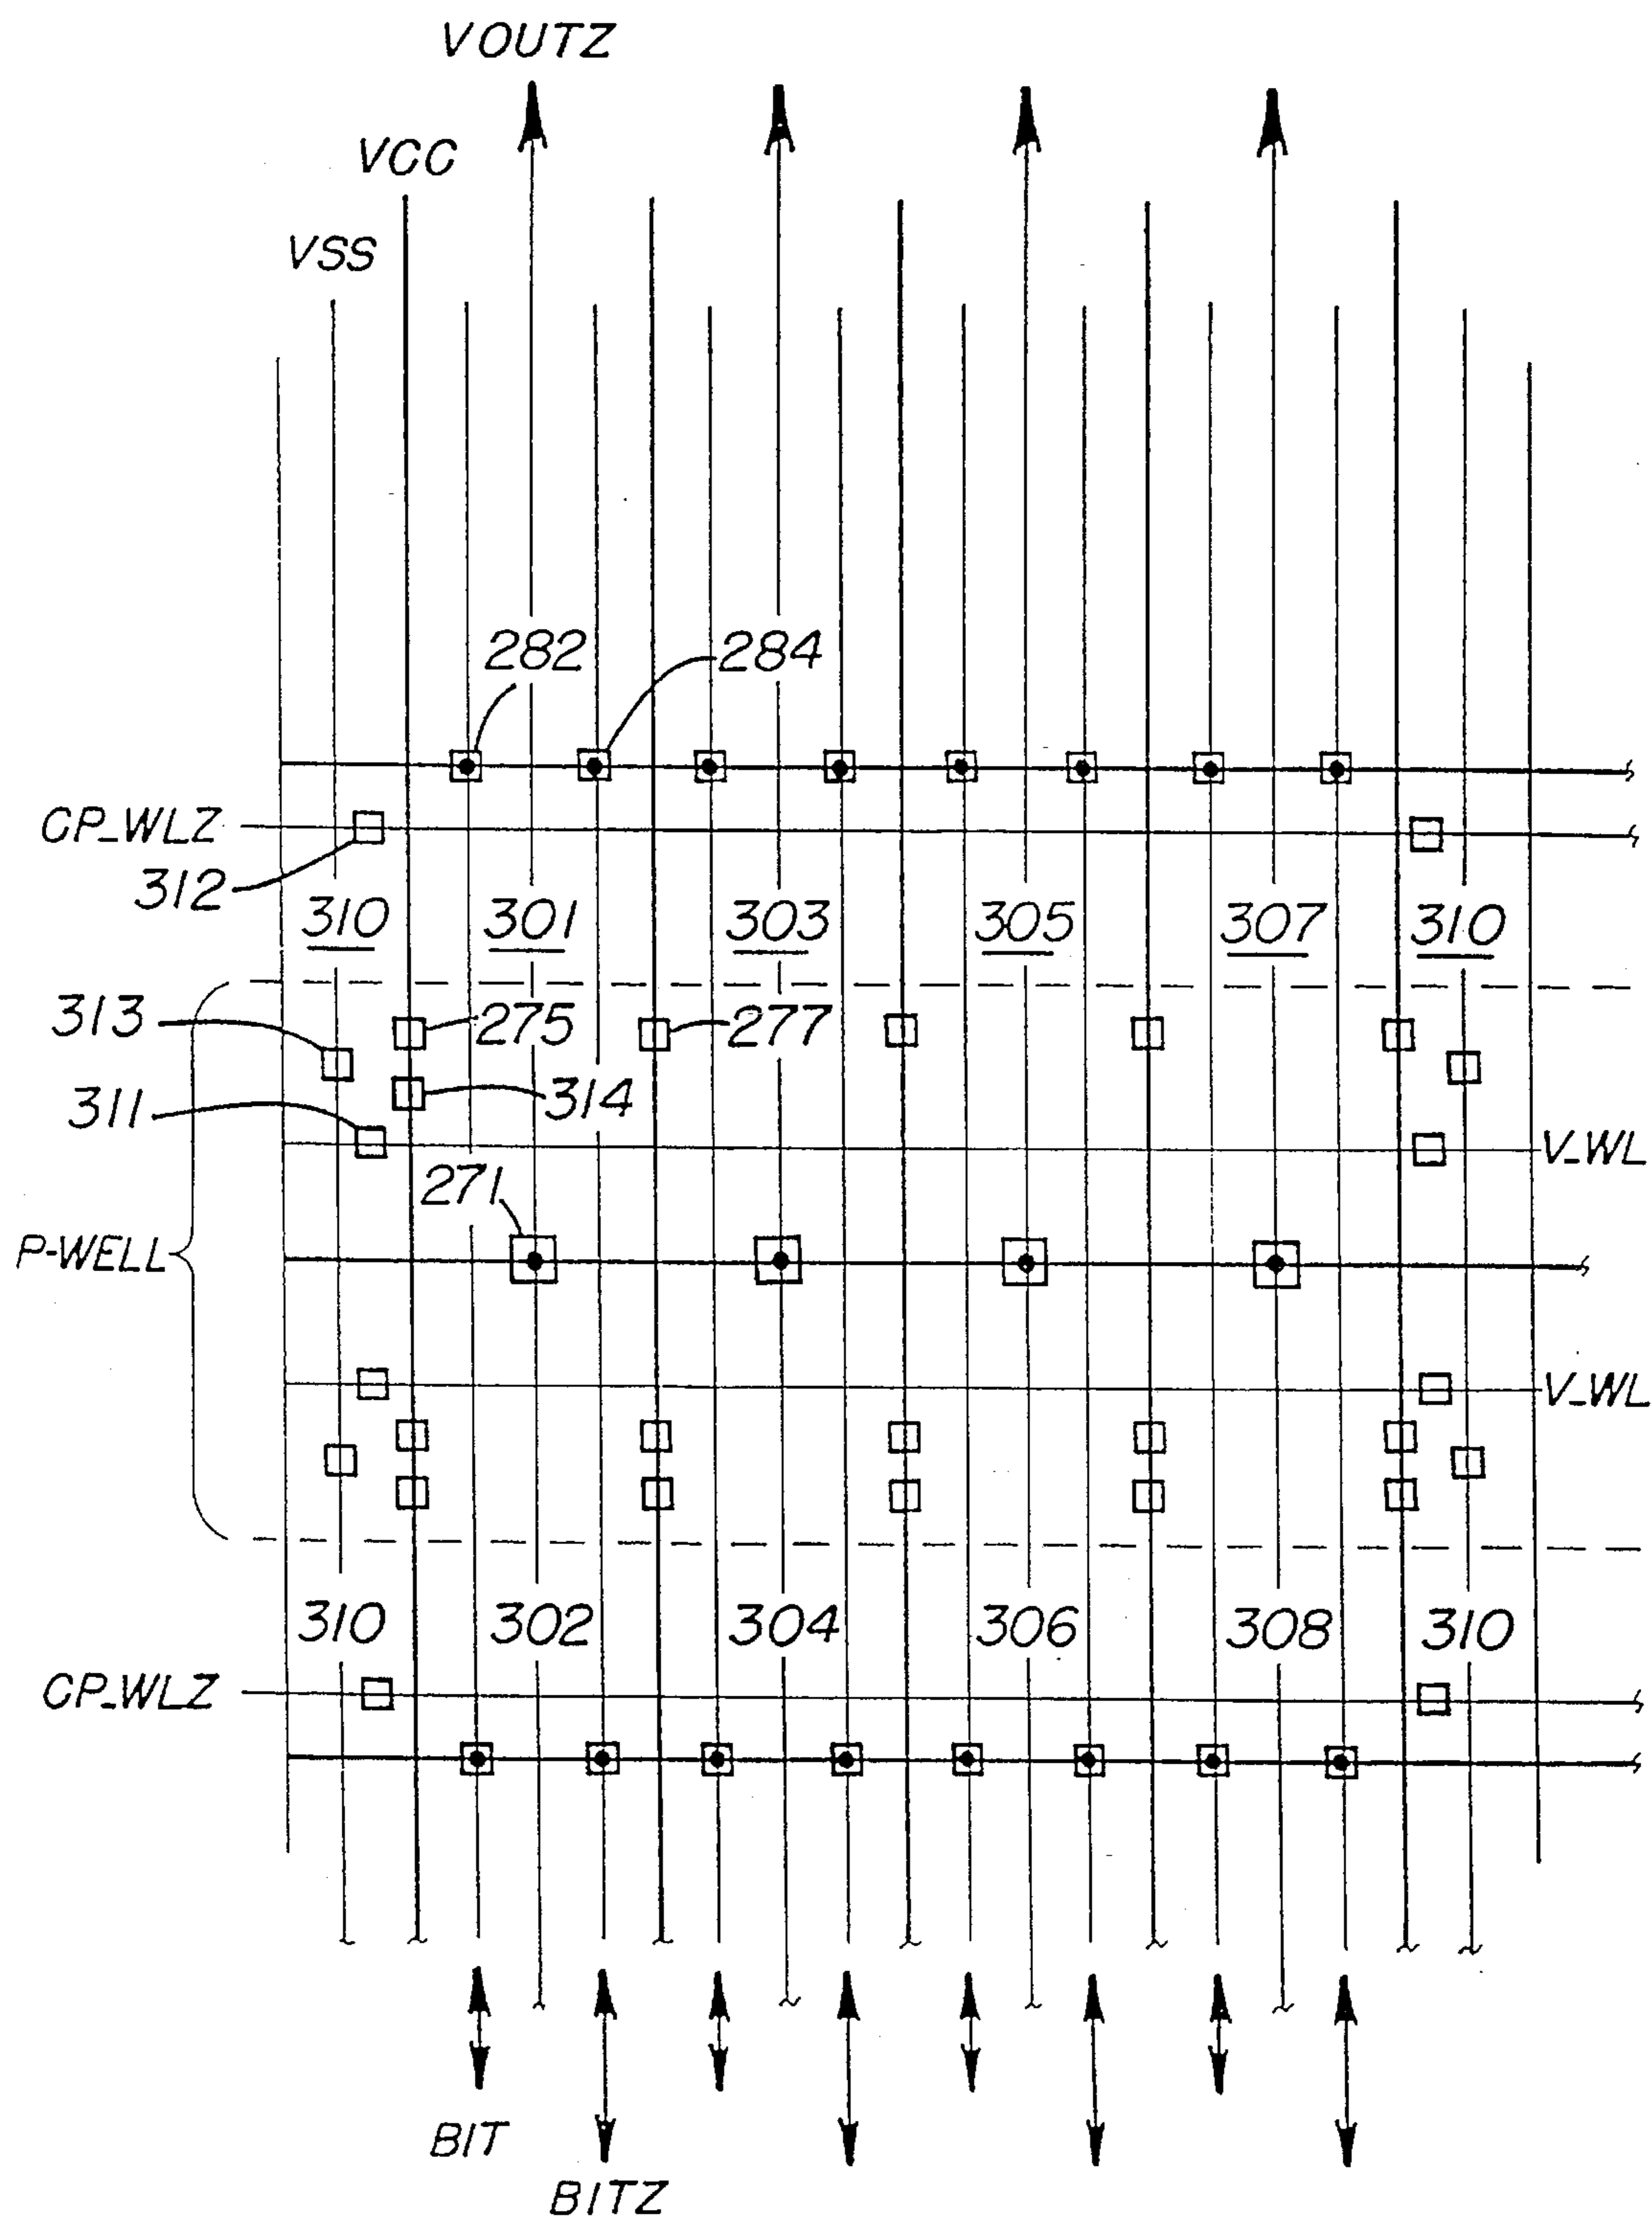 VOUTZ
VCC
VSS
282
284
CP_WLZ
312
310
301
303
305
307
310
313
275
277
311
314
V_WL
271
P-WELL
V_WL
310
302
304
306
308
310
CP_WLZ
BIT
BITZ